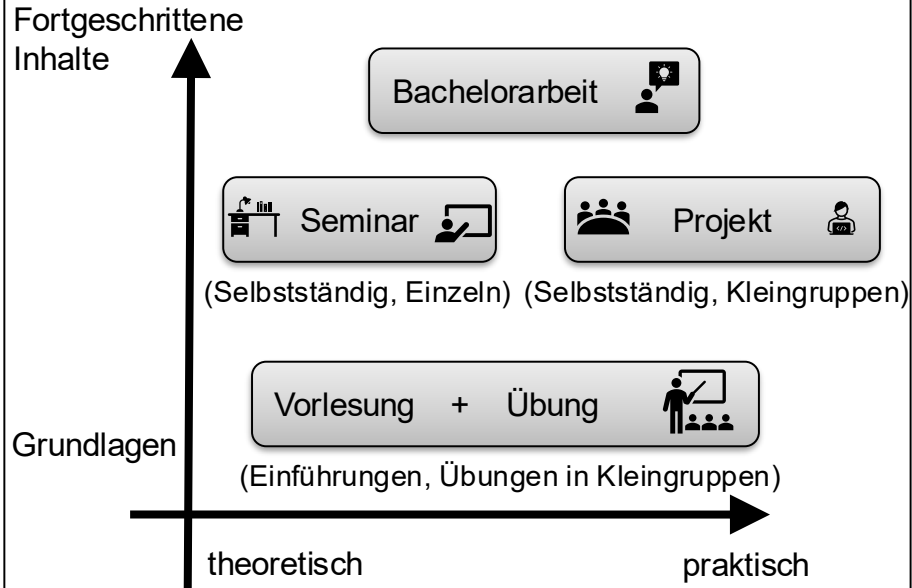 Fortgeschrittene
Inhalte
Bachelorarbeit
Seminar
Projekt
(Selbstständig, Einzeln)
(Selbstständig, Kleingruppen)
Vorlesung + Übung
Grundlagen
(Einführungen, Übungen in Kleingruppen)
theoretisch
praktisch